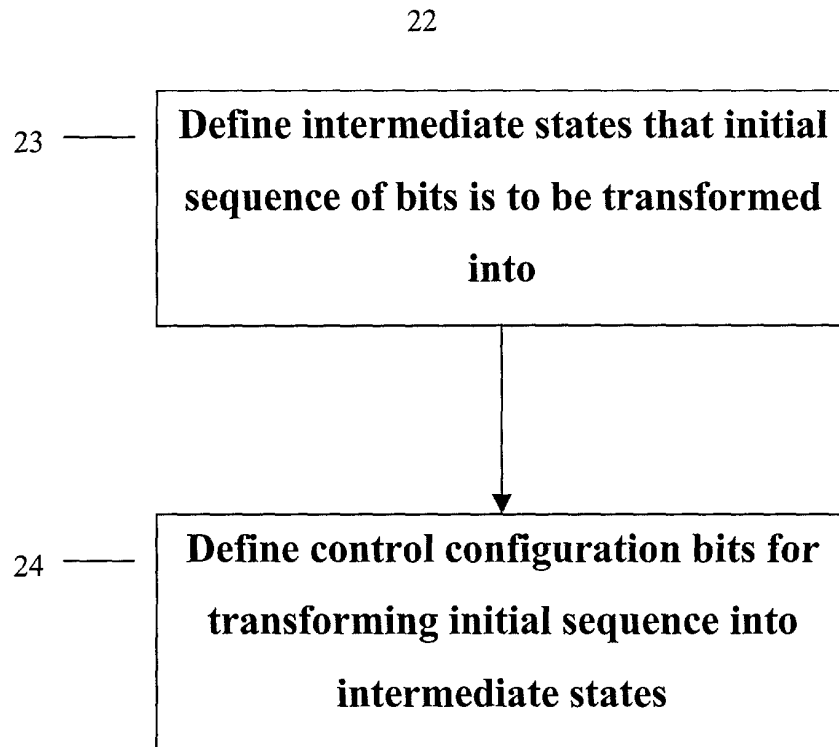 22
23
Define intermediate states that initial
sequence of bits is to be transformed
into
24
Define control configuration bits for
transforming initial sequence into
intermediate states